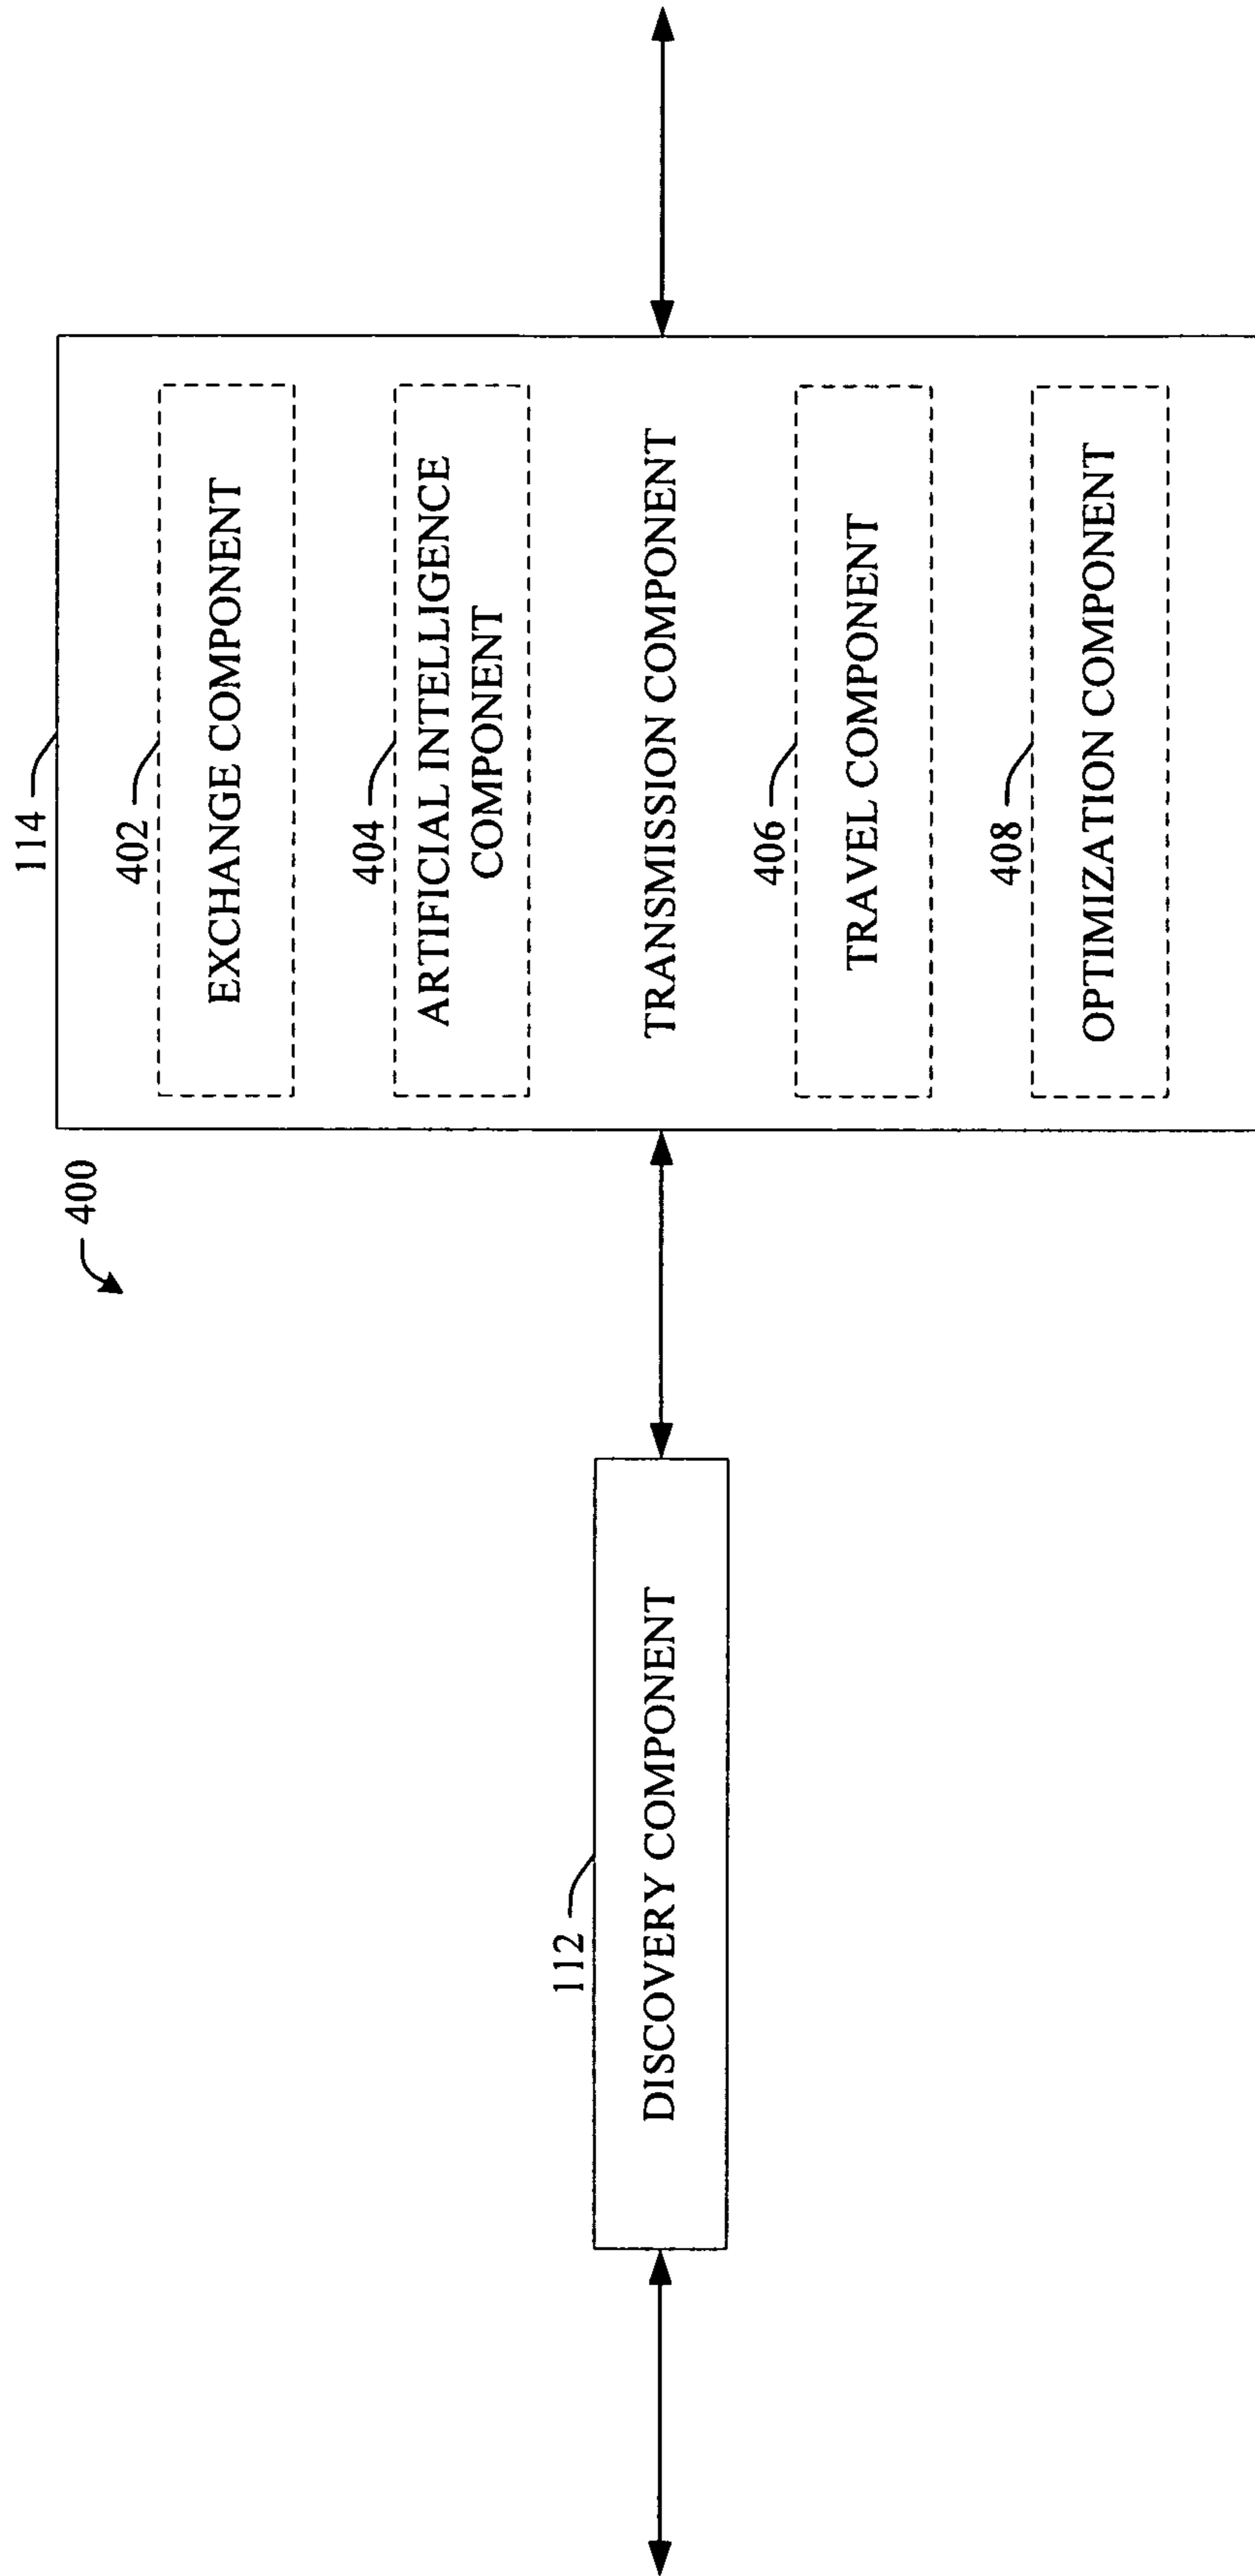 400
114
402
EXCHANGE COMPONENT
404
ARTIFICIAL INTELLIGENCE
COMPONENT
TRANSMISSION COMPONENT
406
TRAVEL COMPONENT
408
OPTIMIZATION COMPONENT
112
DISCOVERY COMPONENT